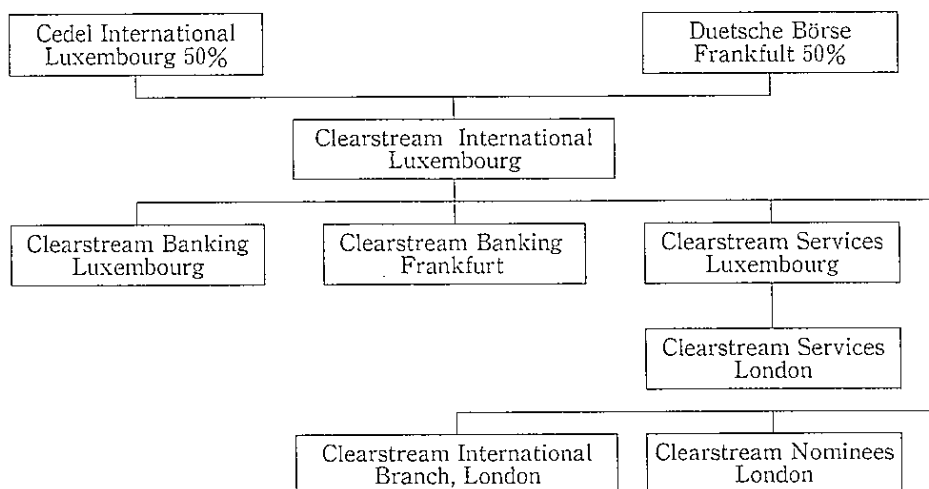 Cedel International
Luxembourg 50%
Duetsche Börse
Frankfult 50%
Clearstream International
Luxembourg
Clearstream Banking
Luxembourg
Clearstream Banking
Frankfurt
Clearstream Services
Luxembourg
Clearstream Services
London
Clearstream International
Branch, London
Clearstream Nominees
London